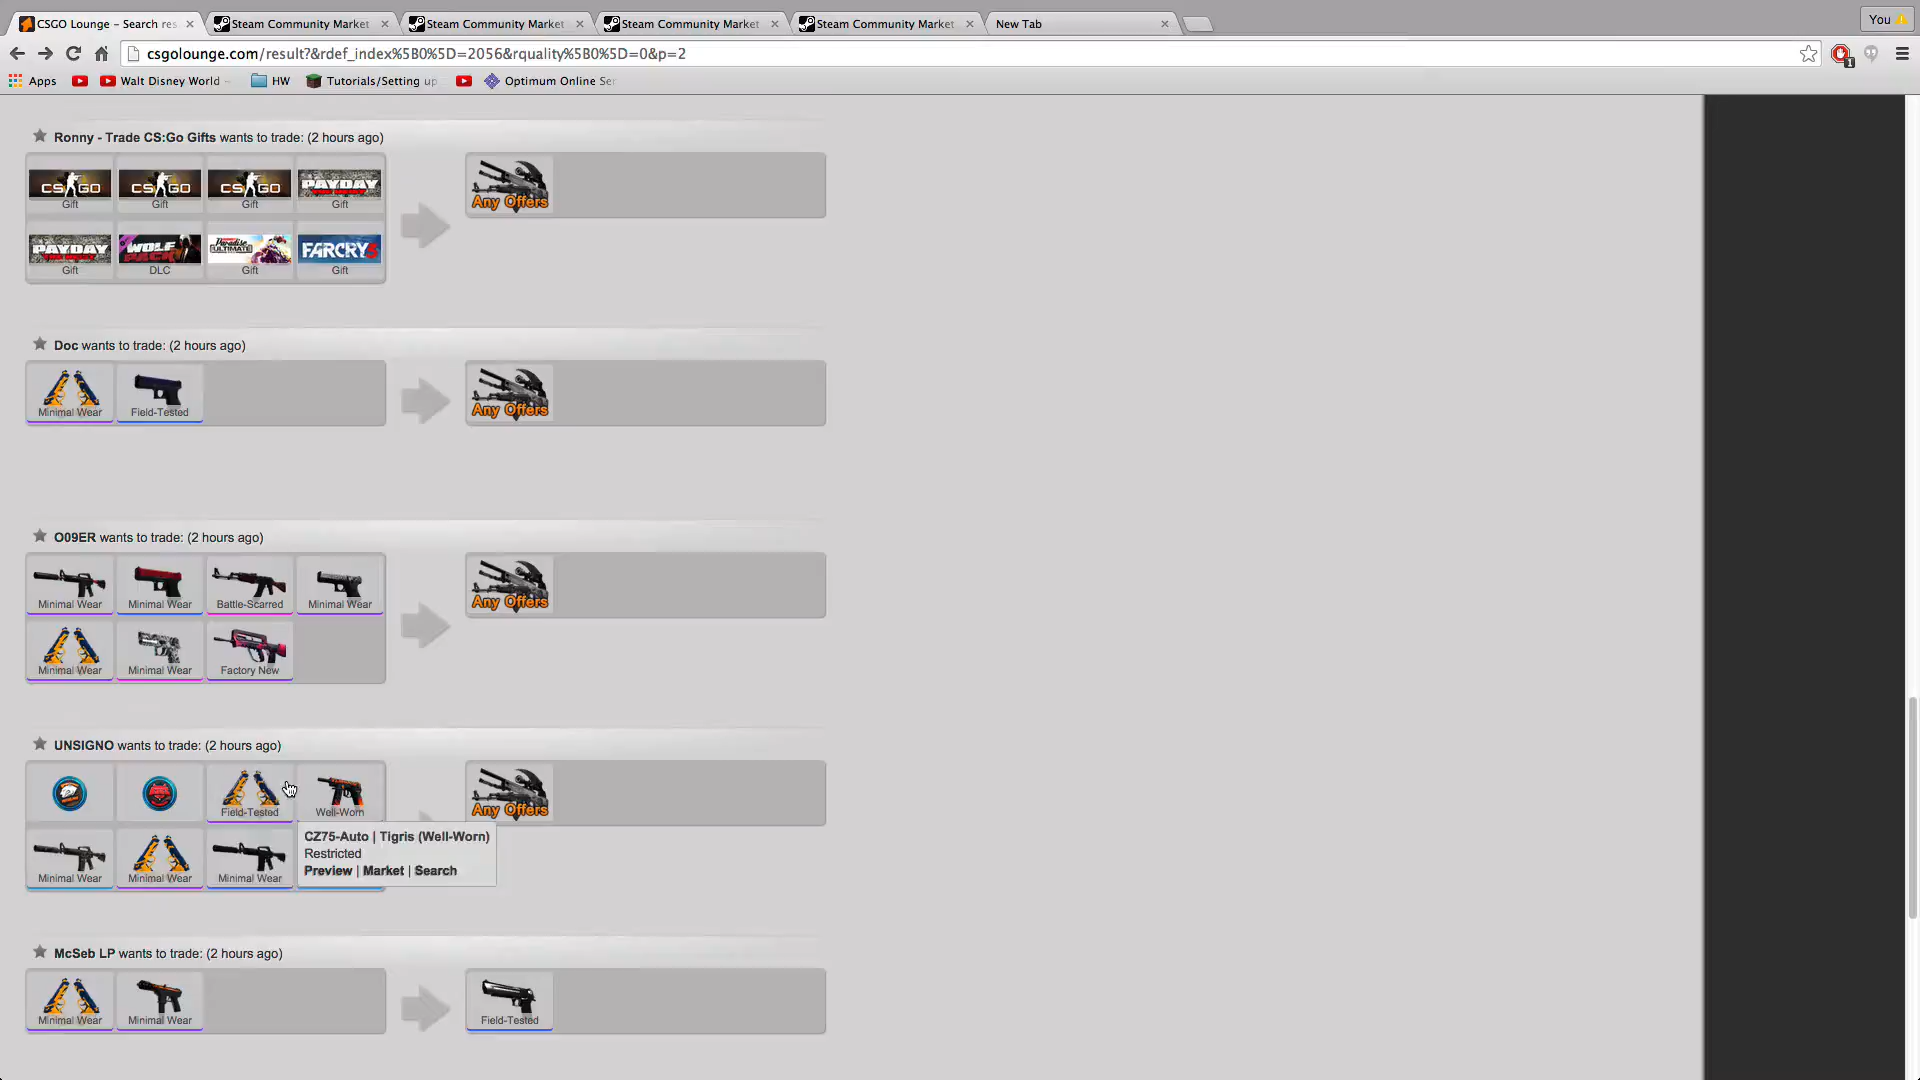 CSGO Lounge – Search res
Steam Community Market
Steam Community Market
Steam Community Market
Steam Community Market
New Tab
You
csgolounge.com/result?&rdef_index%5B0%5D=2056&rquality%5B0%5D=0&p=2
1
Apps
Walt Disney World
HW
Tutorials/Setting up
Optimum Online Ser
Ronny - Trade CS:Go Gifts wants to trade: (2 hours ago)
CS GO CS GO CS GO PAYDAY
Gift Gift Gift Gift
Any Offers
PAYDAY WOLF PACK Paradise ULTIMATE FARCRY 3
Gift DLC Gift Gift
Doc wants to trade: (2 hours ago)
Minimal Wear Field-Tested
Any Offers
O09ER wants to trade: (2 hours ago)
Minimal Wear Minimal Wear Battle-Scarred Minimal Wear
Any Offers
Minimal Wear Minimal Wear Factory New
UNSIGNO wants to trade: (2 hours ago)
Field-Tested Well-Worn
Any Offers
CZ75-Auto | Tigris (Well-Worn)
Restricted
Preview | Market | Search
Minimal Wear Minimal Wear Minimal Wear
McSeb LP wants to trade: (2 hours ago)
Minimal Wear Minimal Wear
Field-Tested